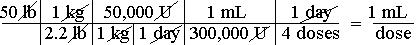 50 lb 1 kg 50,000 U 1 mL 1 day = 1 mL
2.2 lb 1 kg 1 day 300,000 U 4 doses dose